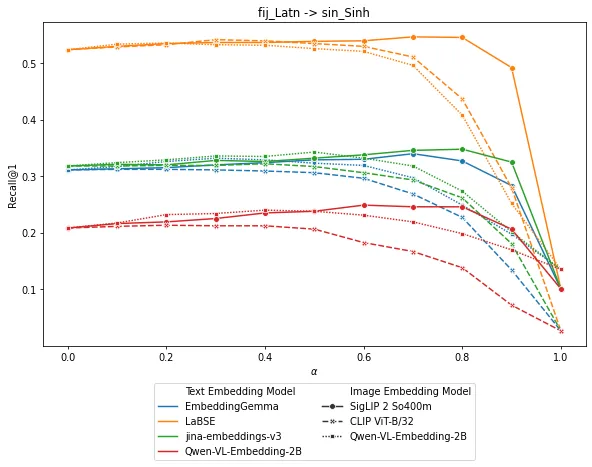 fij_Latn -> sin_Sinh
Recall@1
0.5
0.4
0.3
0.2
0.1
0.0
0.2
0.4
0.6
0.8
1.0
α
Text Embedding Model
EmbeddingGemma
LaBSE
jina-embeddings-v3
Qwen-VL-Embedding-2B
Image Embedding Model
SigLIP 2 So400m
CLIP ViT-B/32
Qwen-VL-Embedding-2B